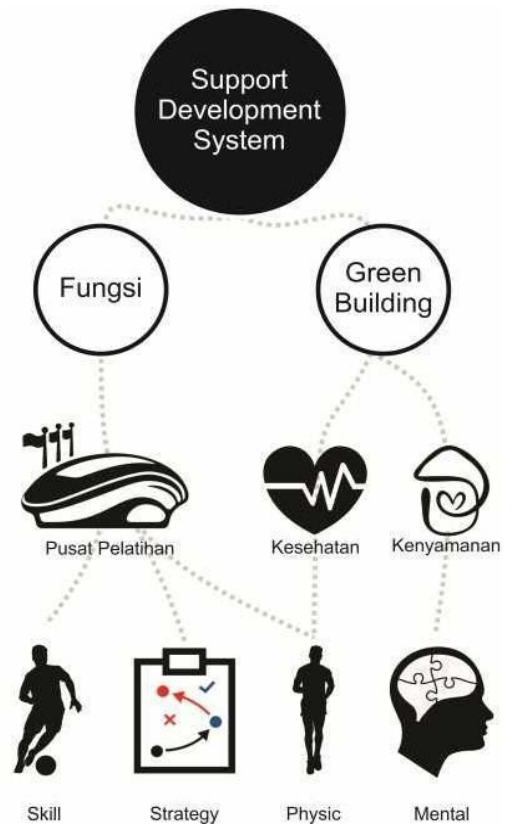 Support
Development
System
Fungsi
Green
Building
Pusat Pelatihan
Kesehatan
Kenyamanan
Skill
Strategy
Physic
Mental